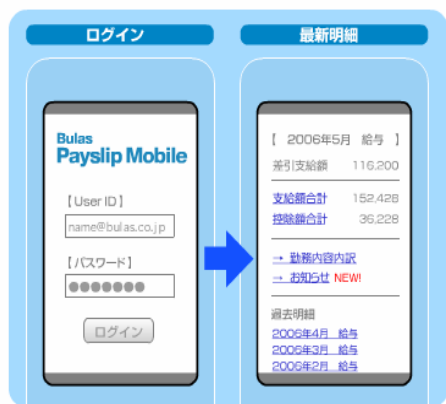 ログイン
最新明細
Bulas
Payslip Mobile
【User ID】
name@bulas.co.jp
【パスワード】
●●●●●●●
ログイン
【 2006年5月 給与 】
差引支給額 116,200
支給額合計 152,428
控除額合計 36,228
→ 勤務内容内訳
→ お知らせ NEW!
過去明細
2006年4月 給与
2006年3月 給与
2006年2月 給与